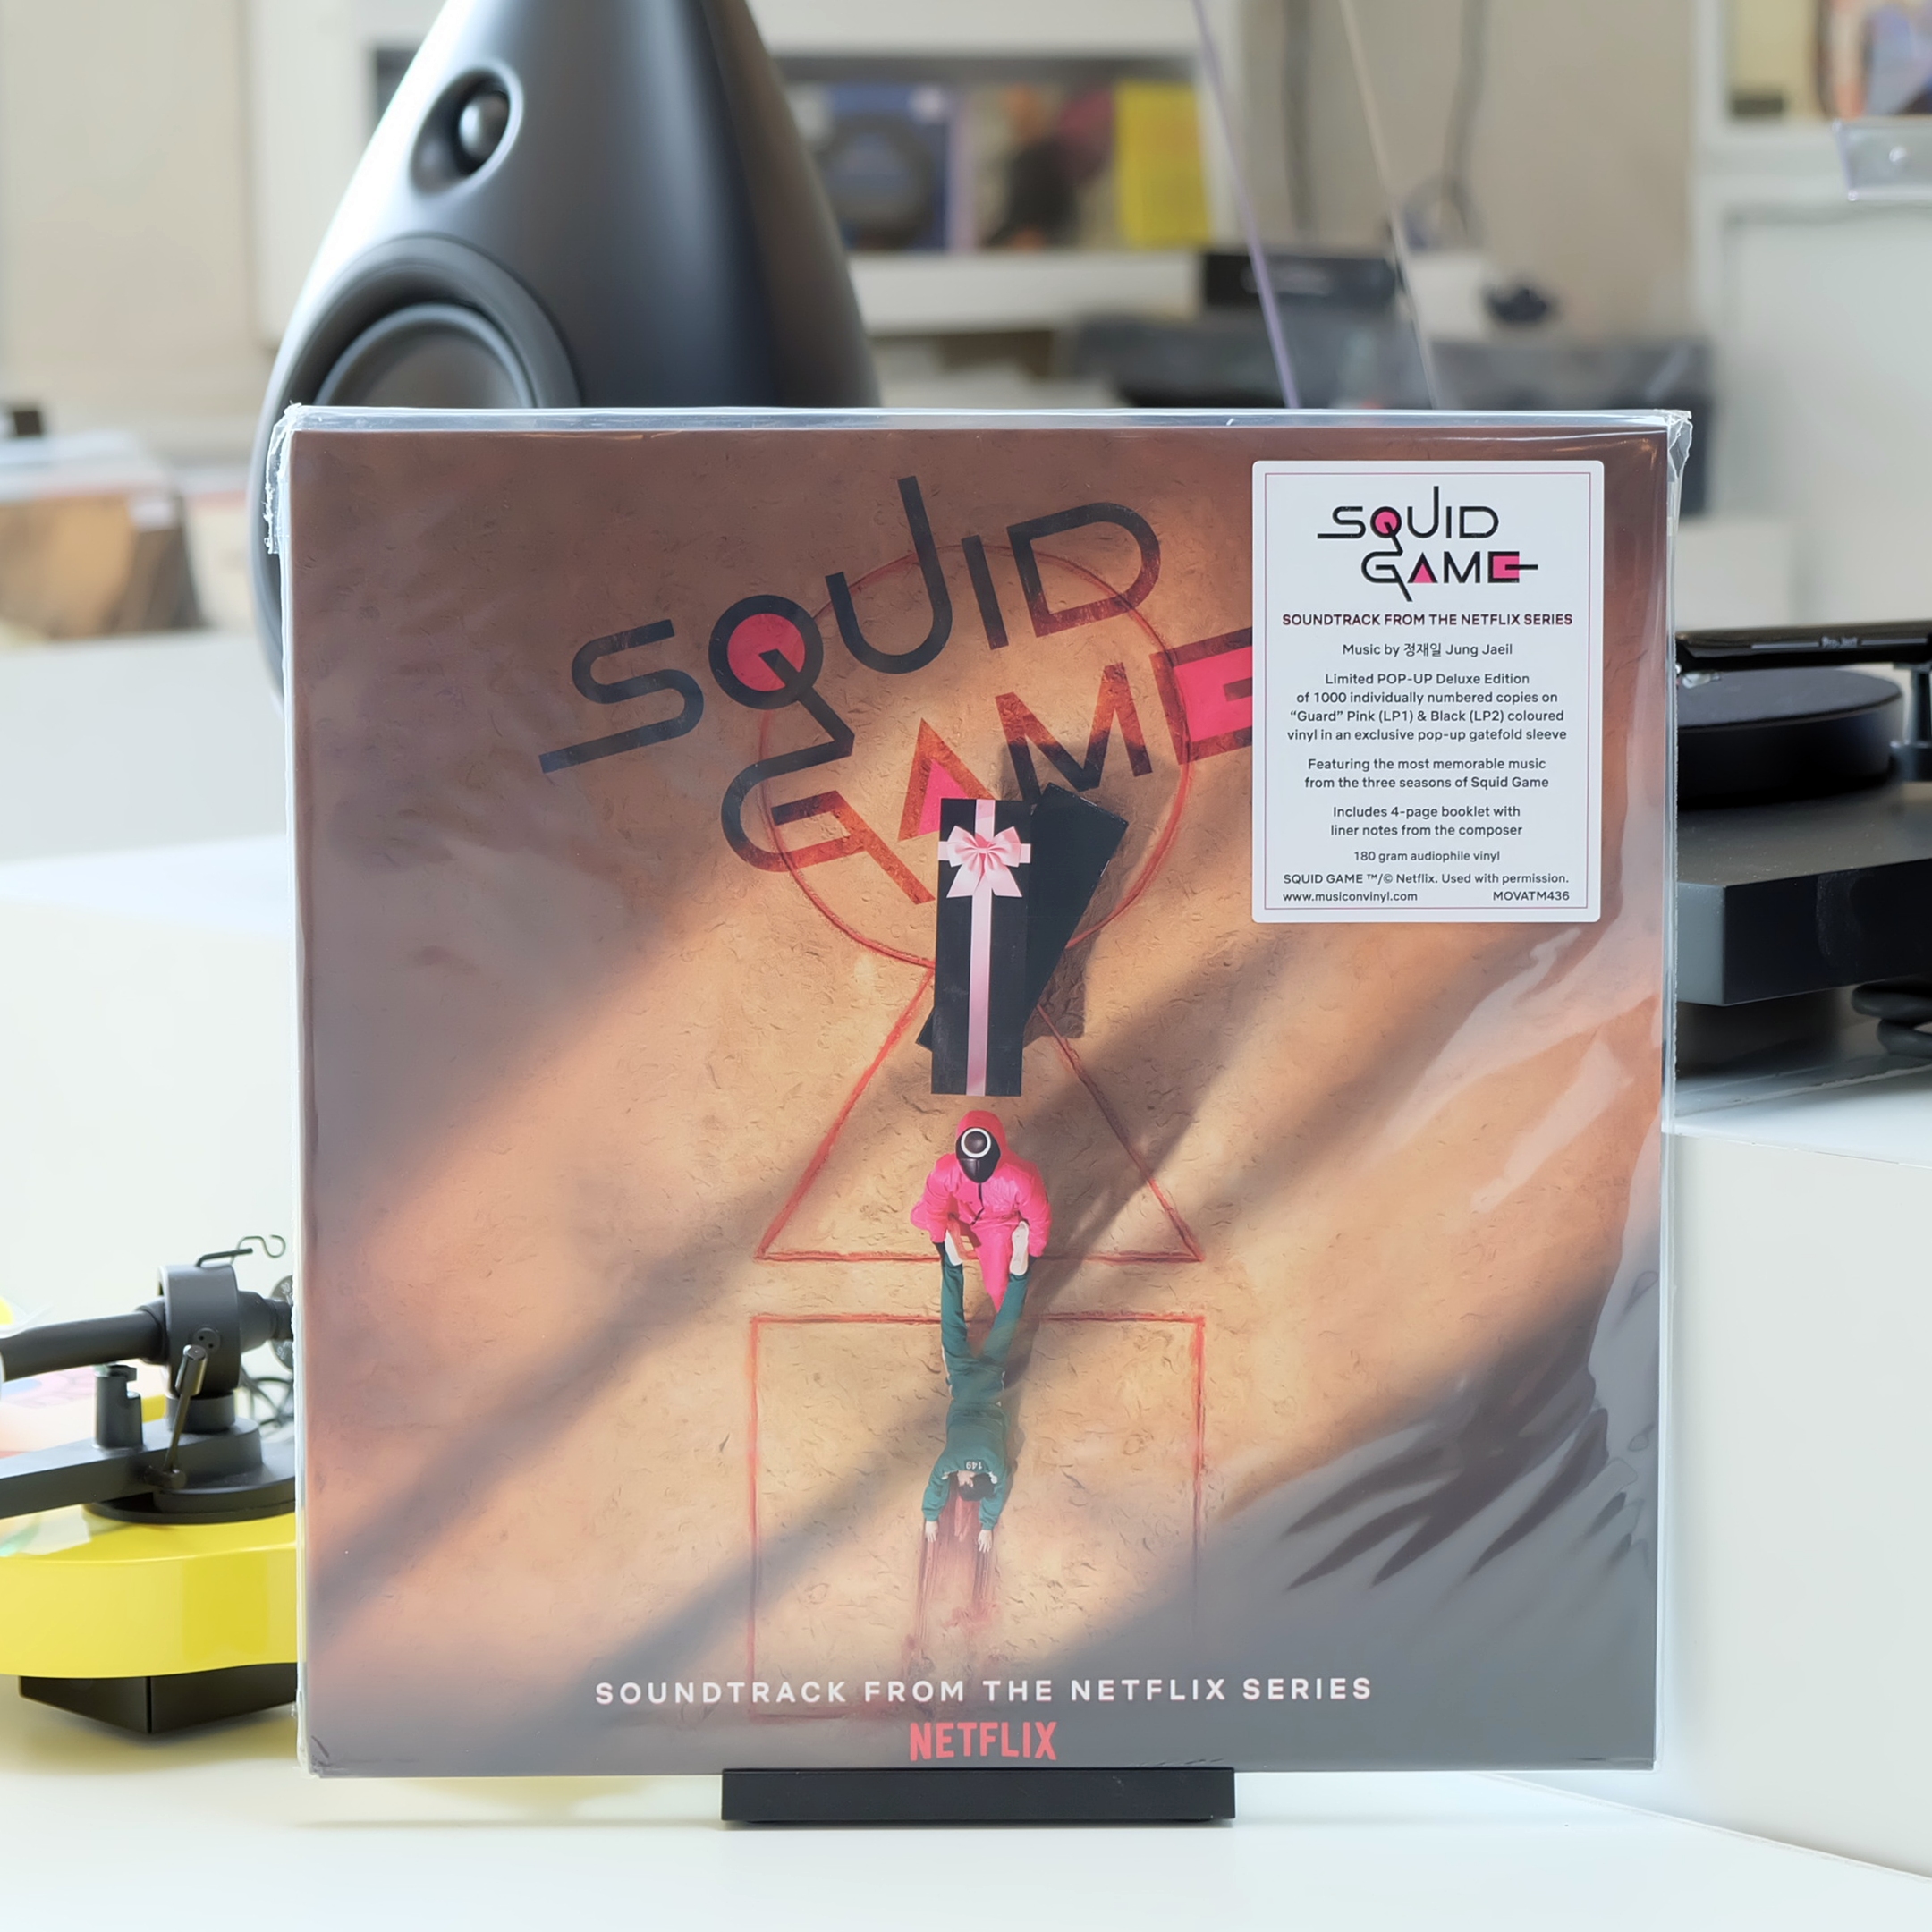 SQUID
GAME
SQUID
GAME
SOUNDTRACK FROM THE NETFLIX SERIES
Music by 정재일 Jung Jaeil
Limited POP-UP Deluxe Edition
of 1000 individually numbered copies on
“Guard” Pink (LP1) & Black (LP2) coloured
vinyl in an exclusive pop-up gatefold sleeve
Featuring the most memorable music
from the three seasons of Squid Game
Includes 4-page booklet with
liner notes from the composer
180 gram audiophile vinyl
SQUID GAME ™/© Netflix. Used with permission.
www.musiconvinyl.com MOVATM436
149
SOUNDTRACK FROM THE NETFLIX SERIES
NETFLIX